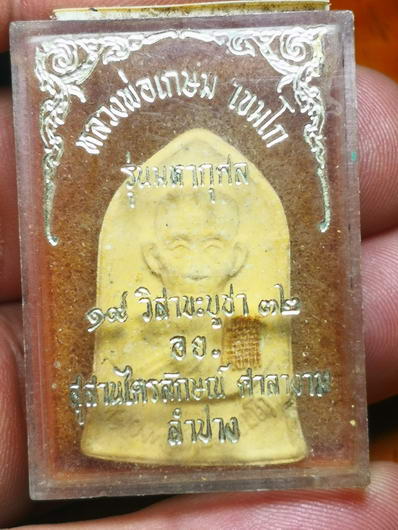 หลวงพ่อเกษม เขมโก
รุ่นมหากุศล
๑๙ วิสาขะบูชา ๓๒
อย.
สุสานไตรลักษณ์ ศาลาวาน
ลำปาง